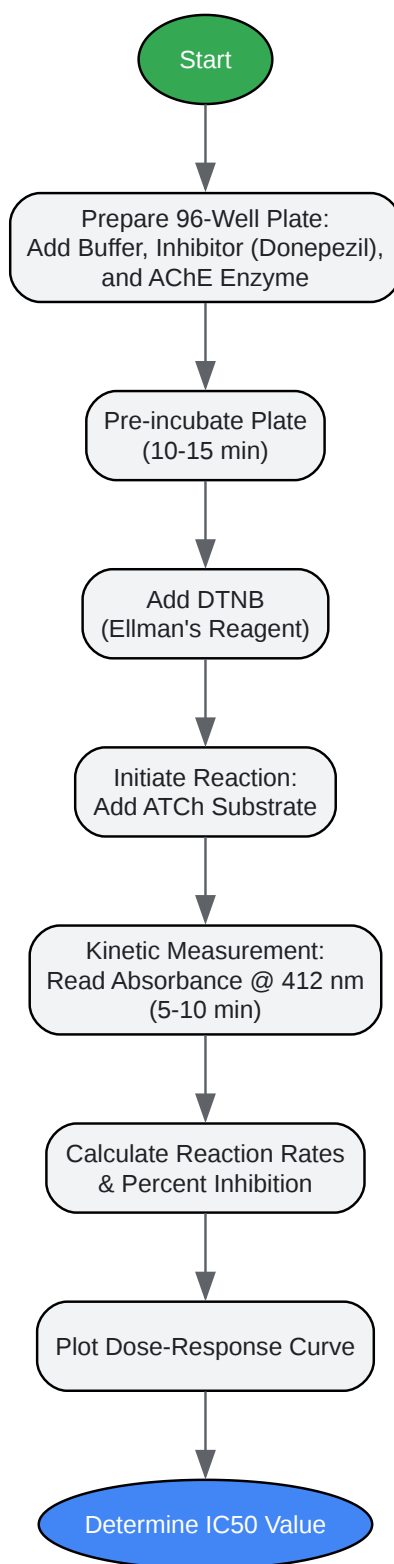 Start
Prepare 96-Well Plate:
Add Buffer, Inhibitor (Donepezil),
and AChE Enzyme
Pre-incubate Plate
(10-15 min)
Add DTNB
(Ellman's Reagent)
Initiate Reaction:
Add ATCh Substrate
Kinetic Measurement:
Read Absorbance @ 412 nm
(5-10 min)
Calculate Reaction Rates
& Percent Inhibition
Plot Dose-Response Curve
Determine IC50 Value